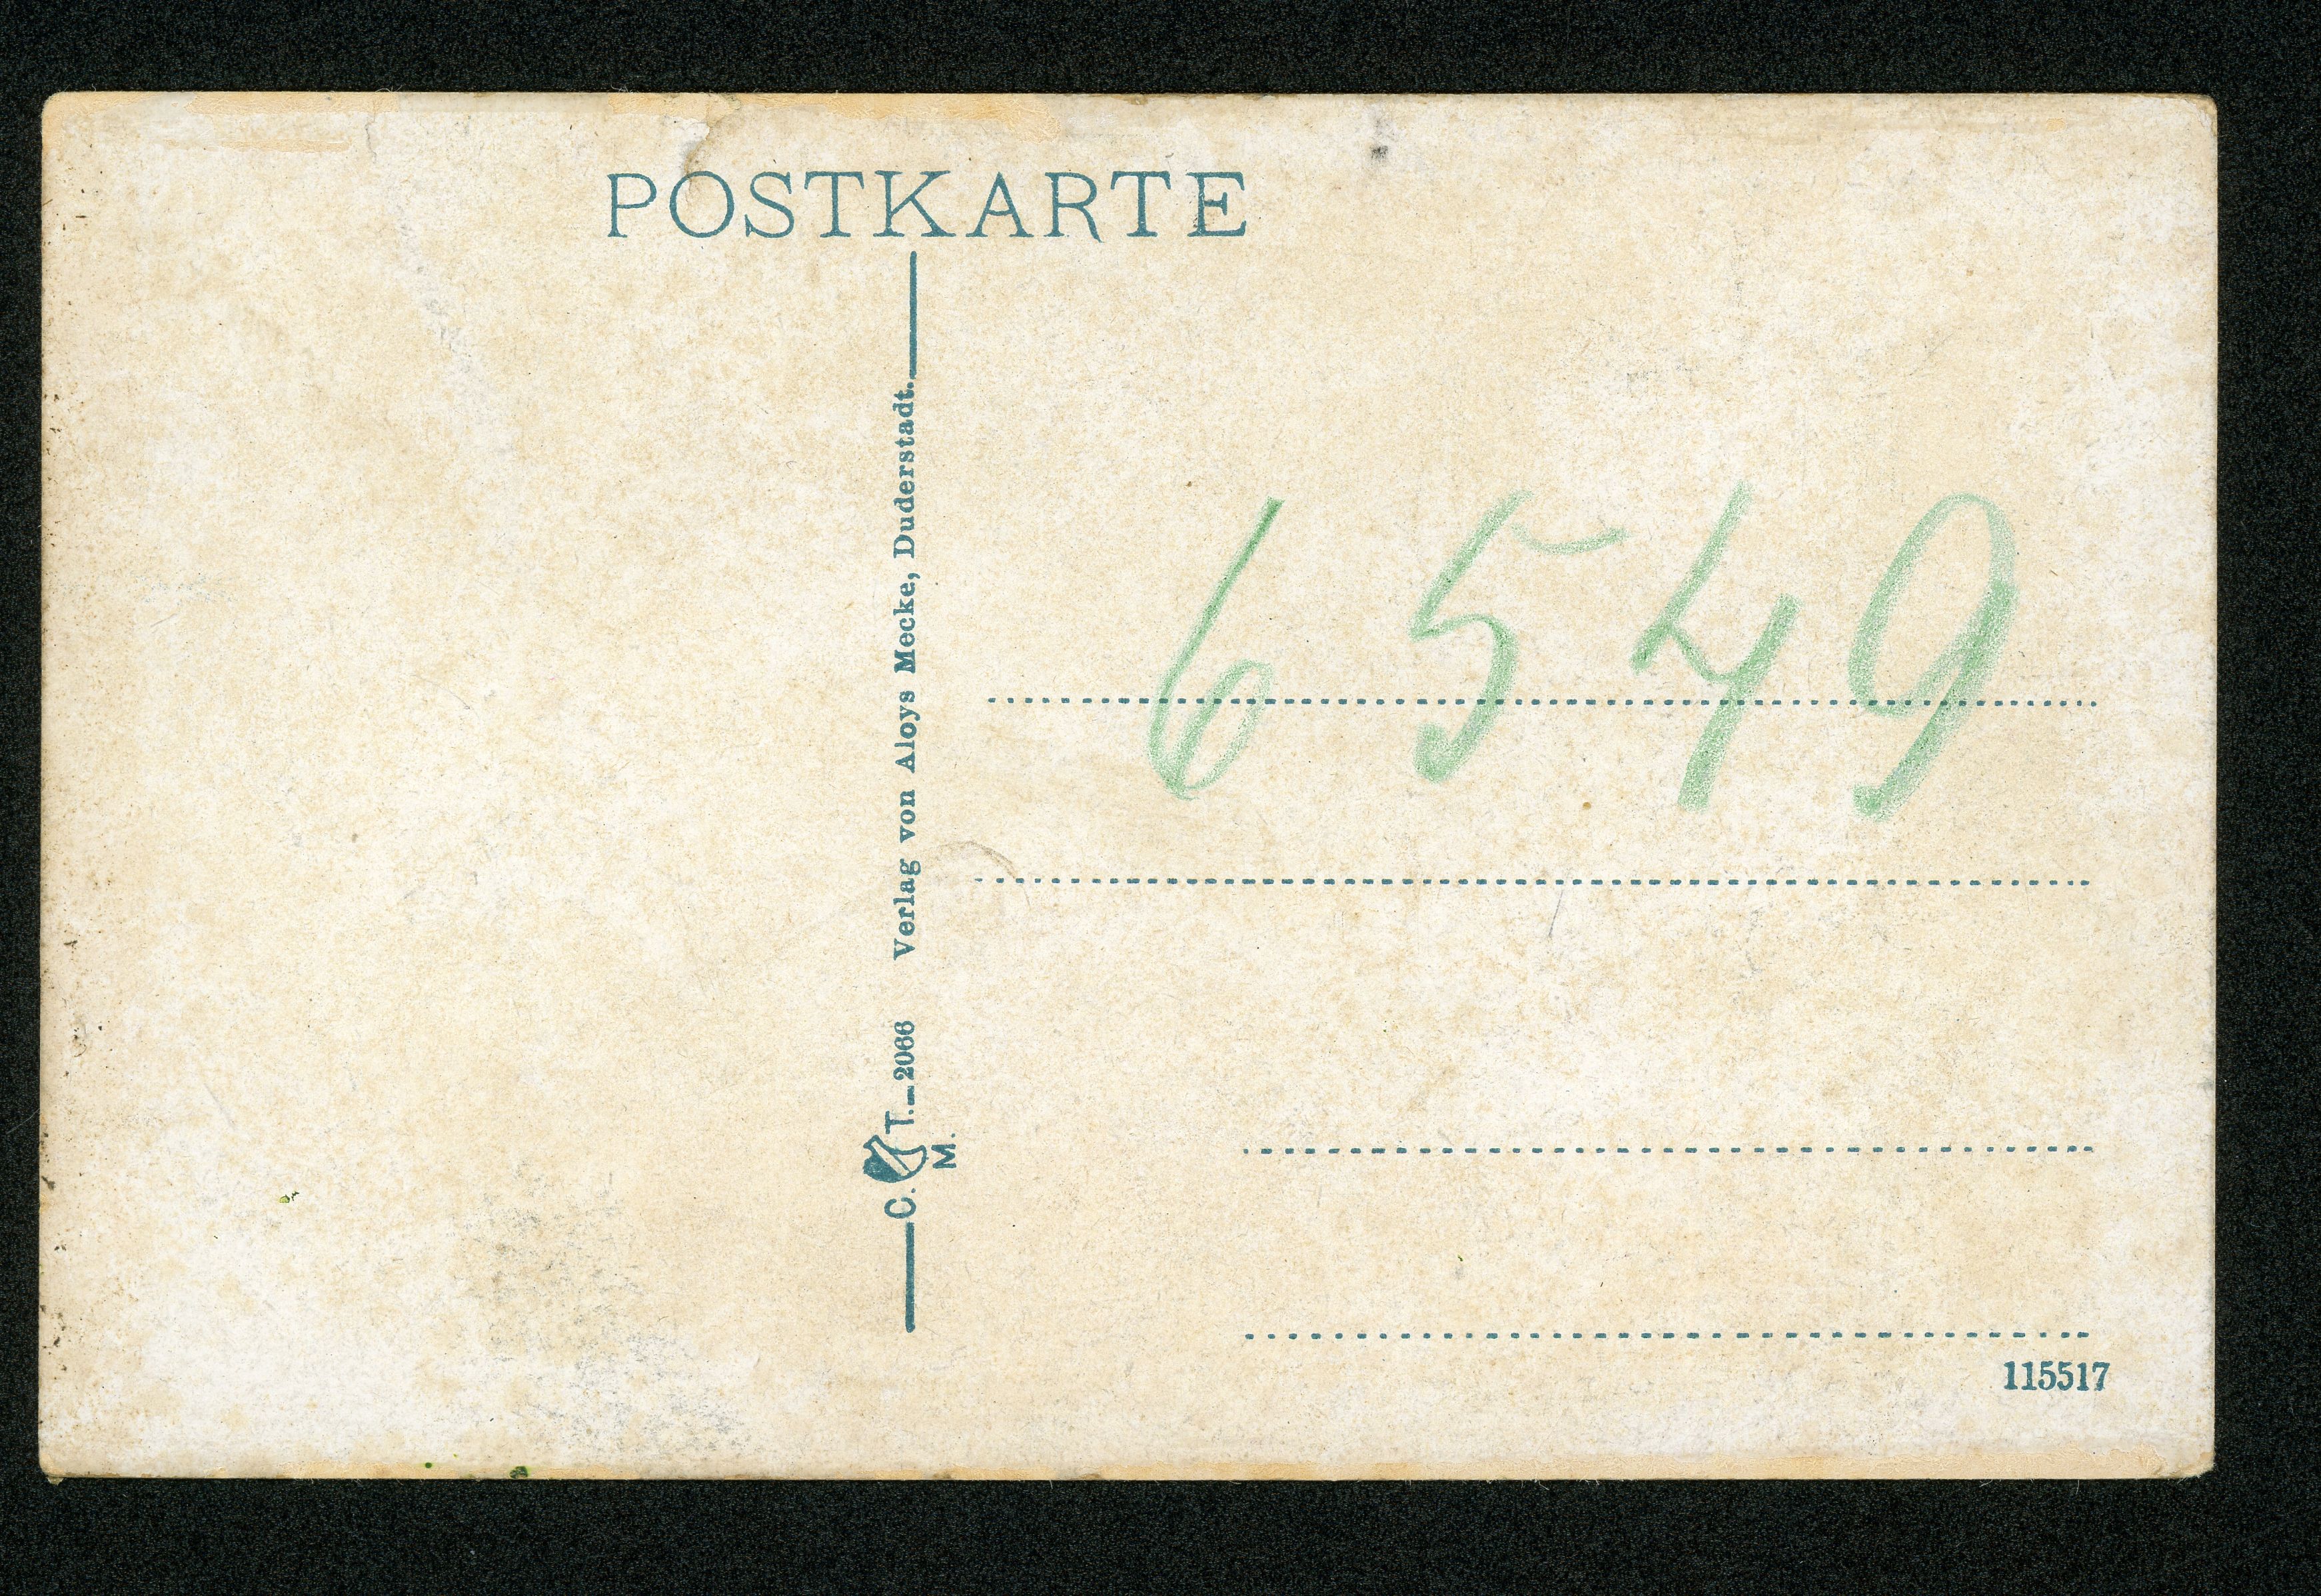 POSTKARTE
C. T. 2066 Verlag von Aloys Mecke, Duderstadt.
M.
6549
115517